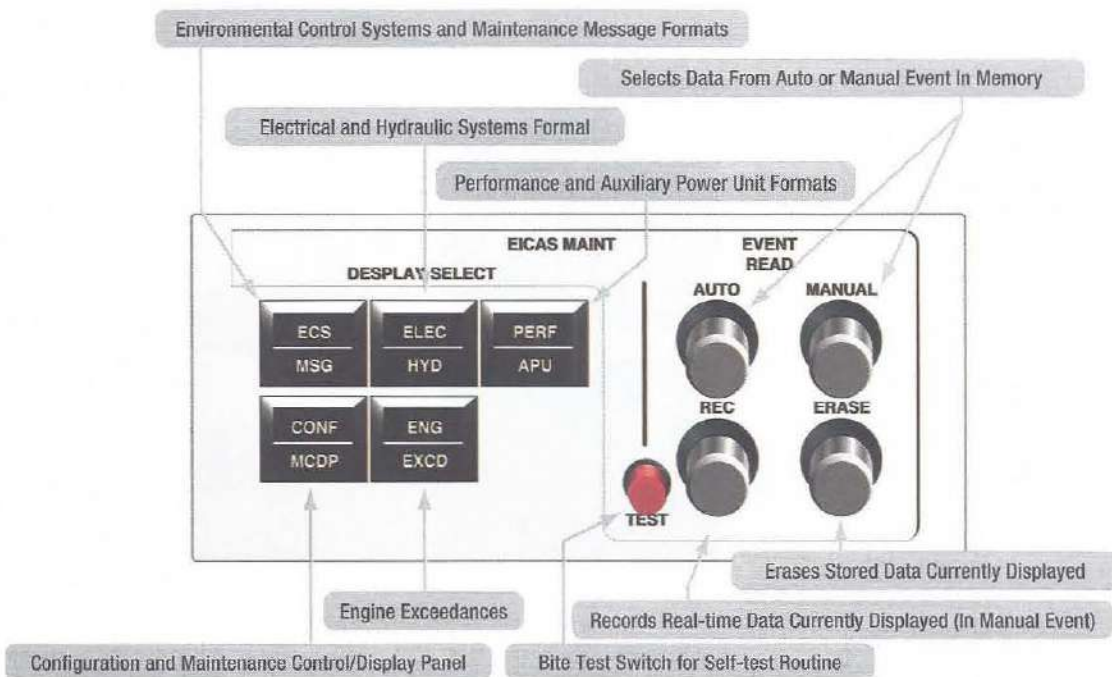 Environmental Control Systems and Maintenance Message Formats
Selects Data From Auto or Manual Event In Memory
Electrical and Hydraulic Systems Formal
Performance and Auxiliary Power Unit Formats
EICAS MAINT
EVENT
READ
DESPLAY SELECT
AUTO
MANUAL
ECS
MSG
ELEC
HYD
PERF
APU
REC
ERASE
CONF
MCDP
ENG
EXCD
TEST
Erases Stored Data Currently Displayed
Engine Exceedances
Records Real-time Data Currently Displayed (In Manual Event)
Configuration and Maintenance Control/Display Panel
Bite Test Switch for Self-test Routine